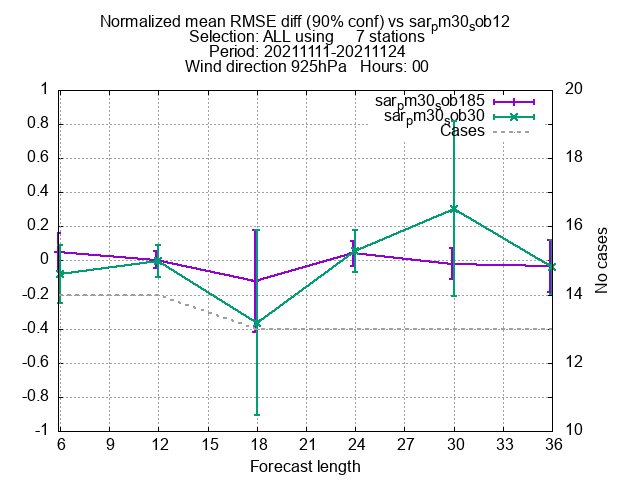 Normalized mean RMSE diff (90% conf) vs sar_pm30_sob12
Selection: ALL using     7 stations
Period: 20211111-20211124
Wind direction 925hPa   Hours: 00
1
0.8
0.6
0.4
0.2
0
-0.2
-0.4
-0.6
-0.8
-1
20
18
16
14
12
10
No cases
sar_pm30_sob185
sar_pm30_sob30
Cases
6 9 12 15 18 21 24 27 30 33 36
Forecast length